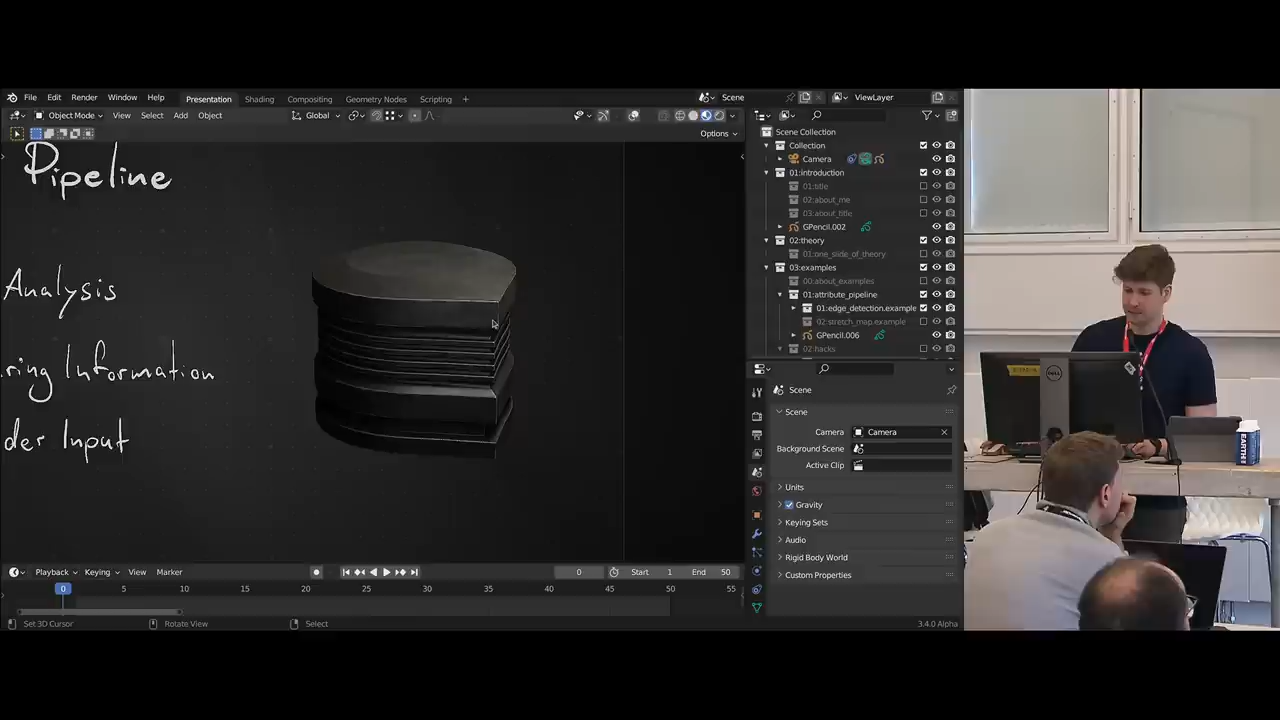 File Edit Render Window Help Presentation Shading Compositing Geometry Nodes Scripting + Scene ViewLayer
Object Mode View Select Add Object Global
Options
Pipeline
Analysis
ring Information
der Input
Scene Collection
Collection
Camera
01:introduction
01:title
02:about_me
03:about_title
GPencil.002
02:theory
01:one_side_of_theory
03:examples
00:about_examples
01:attribute_pipeline
01:edge_detection.example
02:stretch_map.example
GPencil.006
02:hacks
Scene
Scene
Camera Camera
Background Scene
Active Clip
Units
Gravity
Keying Sets
Audio
Rigid Body World
Custom Properties
Playback Keying View Marker 0 Start 1 End 50
0 5 10 15 20 25 30 35 40 45 50 55
Set 3D Cursor Rotate View Select 3.4.0 Alpha
DELL
EARTH